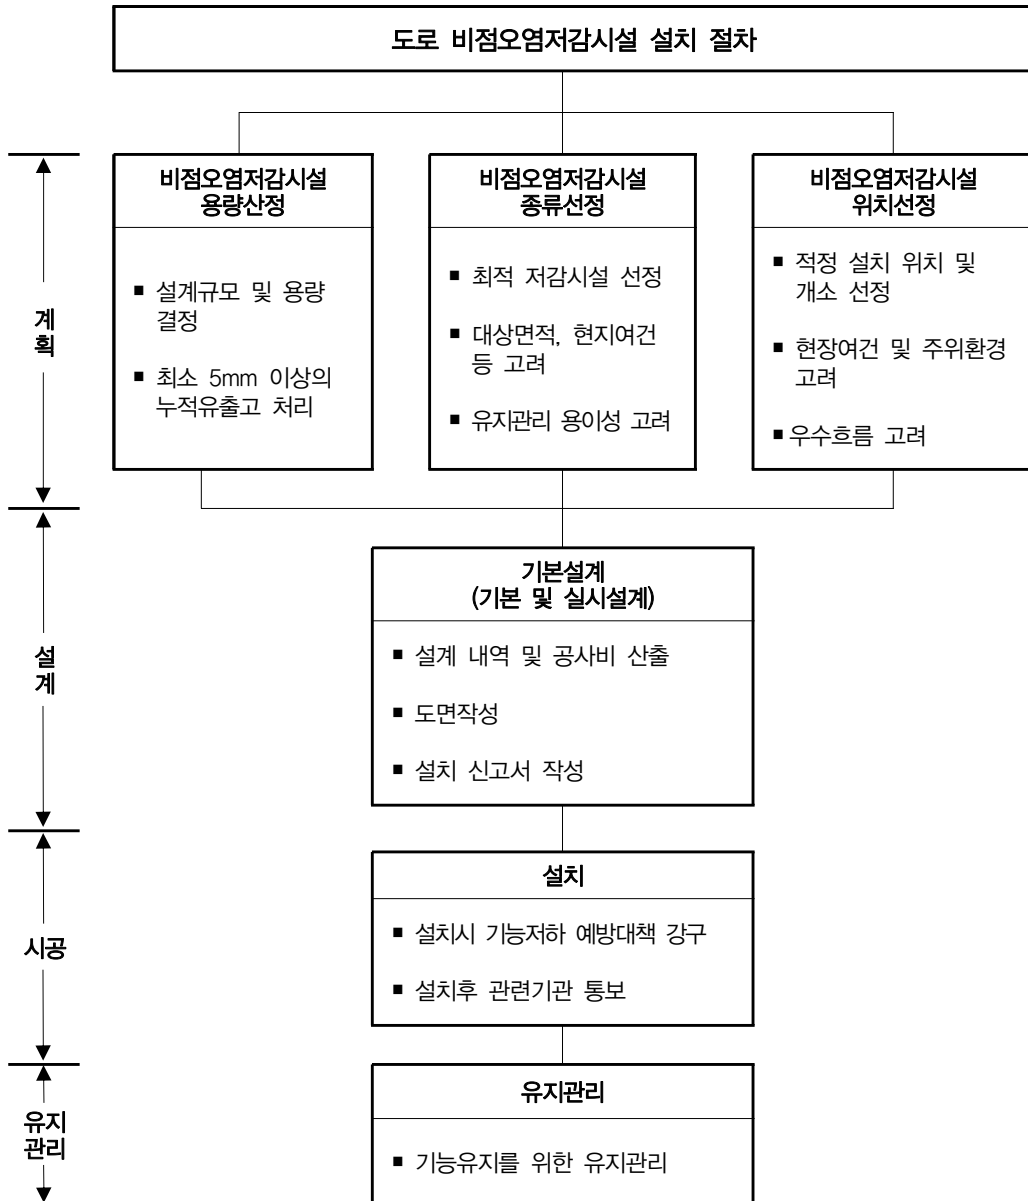 도로 비점오염저감시설 설치 절차
계
획
비점오염저감시설
용량산정
■ 설계규모 및 용량
결정
■ 최소 5mm 이상의
누적유출고 처리
비점오염저감시설
종류선정
■ 최적 저감시설 선정
■ 대상면적, 현지여건
등 고려
■ 유지관리 용이성 고려
비점오염저감시설
위치선정
■ 적정 설치 위치 및
개소 선정
■ 현장여건 및 주위환경
고려
■ 우수흐름 고려
설
계
기본설계
(기본 및 실시설계)
■ 설계 내역 및 공사비 산출
■ 도면작성
■ 설치 신고서 작성
시공
설치
■ 설치시 기능저하 예방대책 강구
■ 설치후 관련기관 통보
유지
관리
유지관리
■ 기능유지를 위한 유지관리